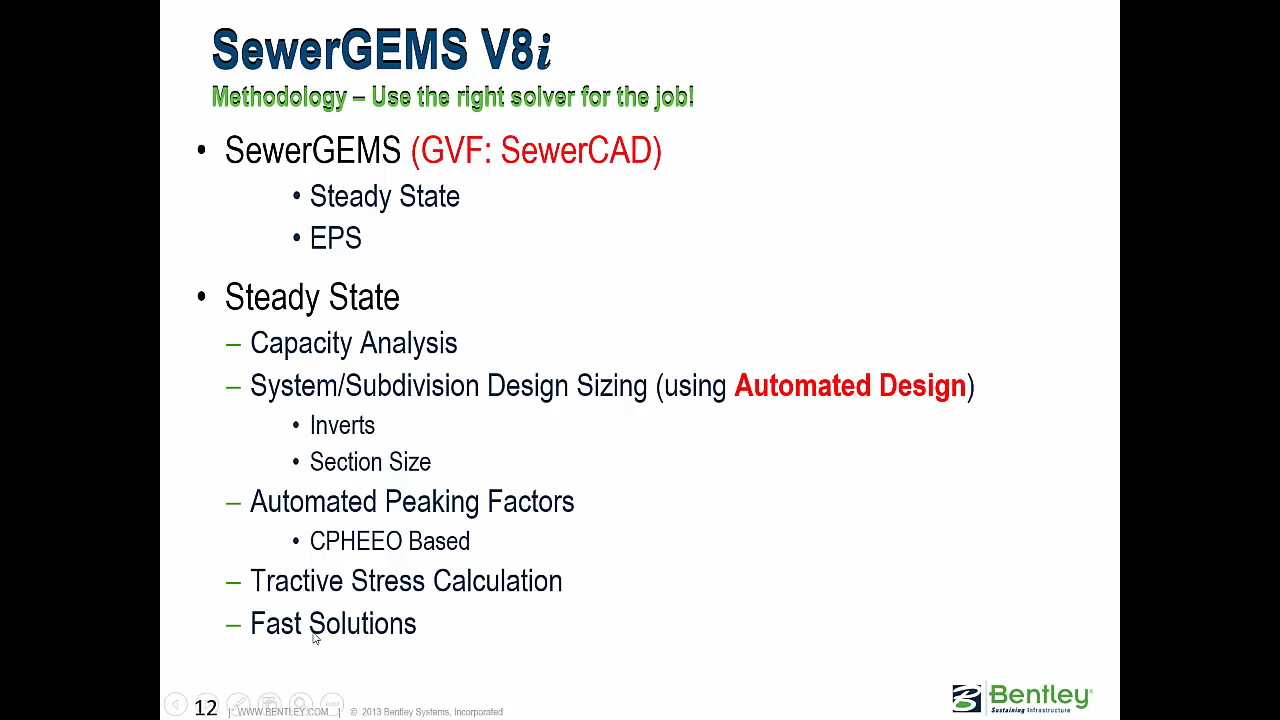 SewerGEMS V8i
Methodology – Use the right solver for the job!
• SewerGEMS (GVF: SewerCAD)
• Steady State
• EPS
• Steady State
– Capacity Analysis
– System/Subdivision Design Sizing (using Automated Design)
• Inverts
• Section Size
– Automated Peaking Factors
• CPHEEO Based
– Tractive Stress Calculation
– Fast Solutions
12 | WWW.BENTLEY.COM | © 2013 Bentley Systems, Incorporated
Bentley®
Sustaining Infrastructure